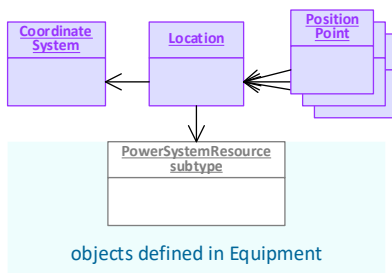 Coordinate
System
Location
Position
Point
PowerSystemResource
subtype
objects defined in Equipment